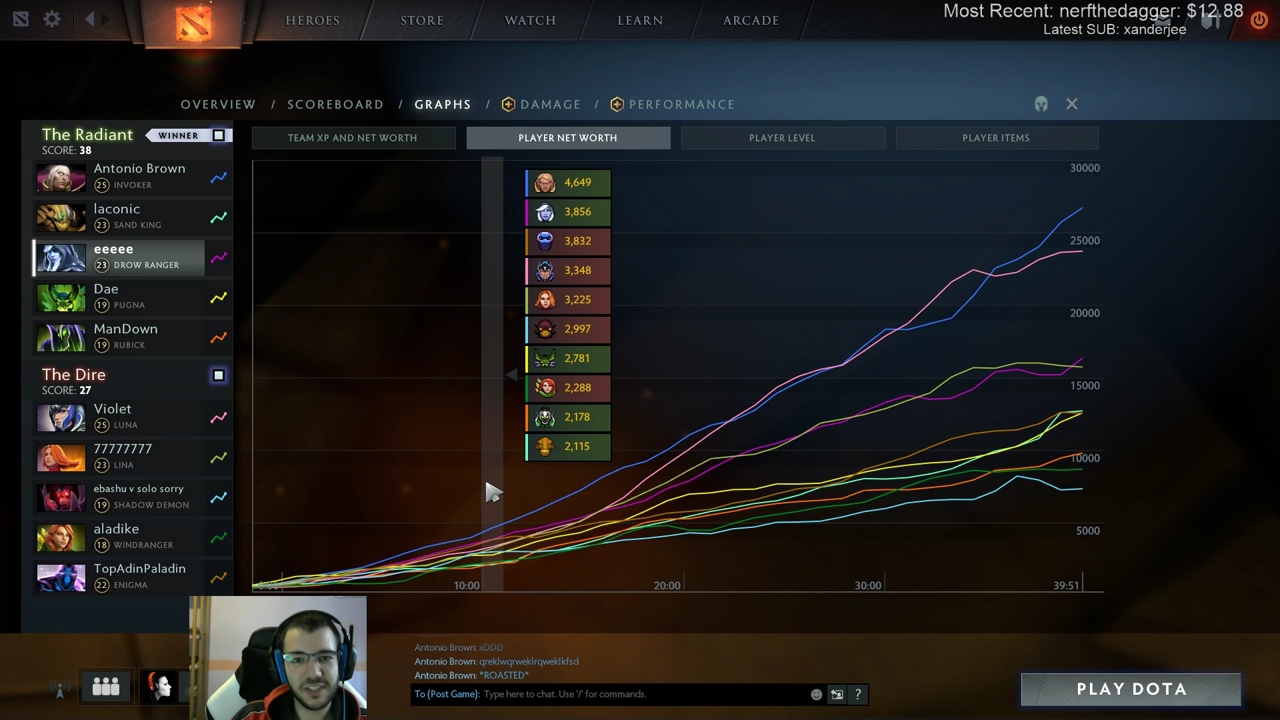 HEROES STORE WATCH LEARN ARCADE
Most Recent: nerfthedagger: $12.88
Latest SUB: xanderjee
OVERVIEW / SCOREBOARD / GRAPHS / DAMAGE / PERFORMANCE
TEAM XP AND NET WORTH PLAYER NET WORTH PLAYER LEVEL PLAYER ITEMS
The Radiant WINNER
SCORE: 38
Antonio Brown
25 INVOKER
laconic
23 SAND KING
eeeee
23 DROW RANGER
Dae
19 PUGNA
ManDown
19 RUBICK
The Dire
SCORE: 27
Violet
25 LUNA
77777777
23 LINA
ebashu v solo sorry
19 SHADOW DEMON
aladike
18 WINDRANGER
TopAdinPaladin
22 ENIGMA
4,649
3,856
3,832
3,348
3,225
2,997
2,781
2,288
2,178
2,115
30000
25000
20000
15000
10000
5000
10:00 20:00 30:00 39:51
Antonio Brown: xDDD
Antonio Brown: qreklwqrweklrqweklkfsd
Antonio Brown: *ROASTED*
To (Post Game): Type here to chat. Use '/' for commands.
?
PLAY DOTA